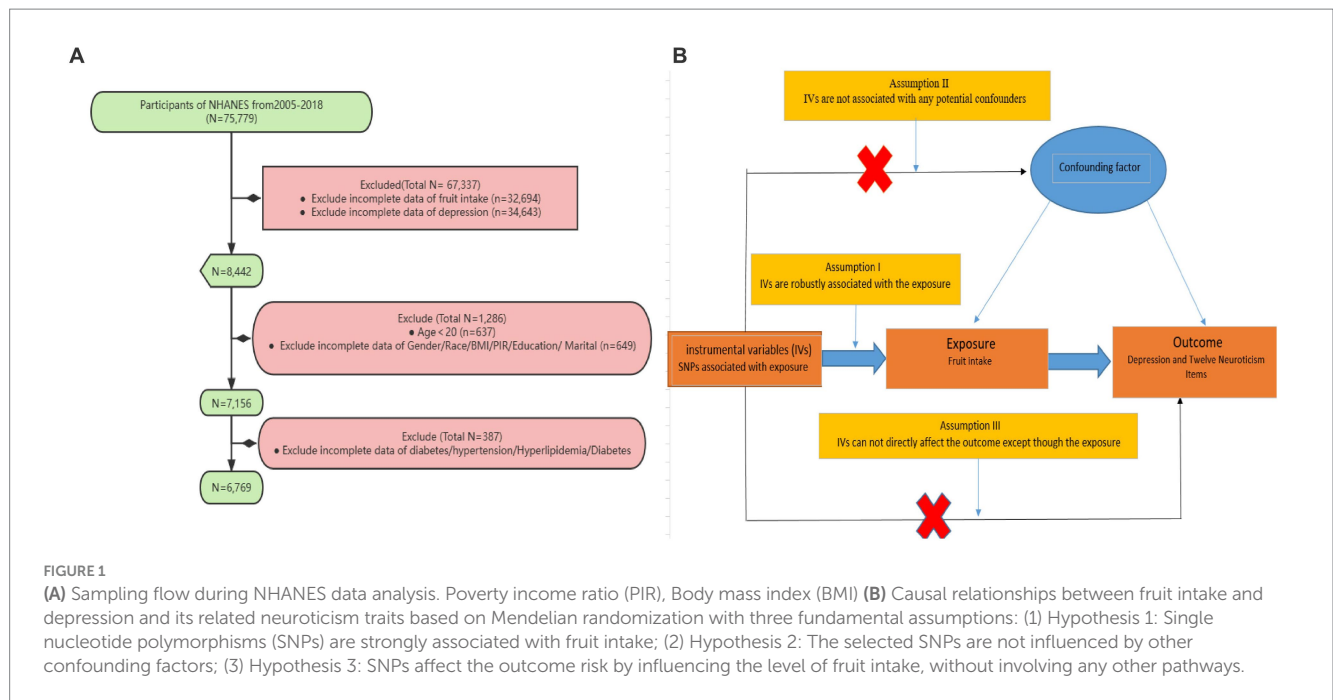 A
Participants of NHANES from2005-2018
(N=75,779)
Excluded(Total N= 67,337)
● Exclude incomplete data of fruit intake (n=32,694)
● Exclude incomplete data of depression (n=34,643)
N=8,442
Exclude (Total N=1,286)
● Age < 20 (n=637)
● Exclude incomplete data of Gender/Race/BMI/PIR/Education/ Marital (n=649)
N=7,156
Exclude (Total N=387)
● Exclude incomplete data of diabetes/hypertension/Hyperlipidemia/Diabetes
N=6,769
B
Assumption II
IVs are not associated with any potential confounders
Confounding factor
Assumption I
IVs are robustly associated with the exposure
instrumental variables (IVs)
SNPs associated with exposure
Exposure
Fruit intake
Outcome
Depression and Twelve Neuroticism
Items
Assumption III
IVs can not directly affect the outcome except though the exposure
FIGURE 1
(A) Sampling flow during NHANES data analysis. Poverty income ratio (PIR), Body mass index (BMI) (B) Causal relationships between fruit intake and
depression and its related neuroticism traits based on Mendelian randomization with three fundamental assumptions: (1) Hypothesis 1: Single
nucleotide polymorphisms (SNPs) are strongly associated with fruit intake; (2) Hypothesis 2: The selected SNPs are not influenced by other
confounding factors; (3) Hypothesis 3: SNPs affect the outcome risk by influencing the level of fruit intake, without involving any other pathways.